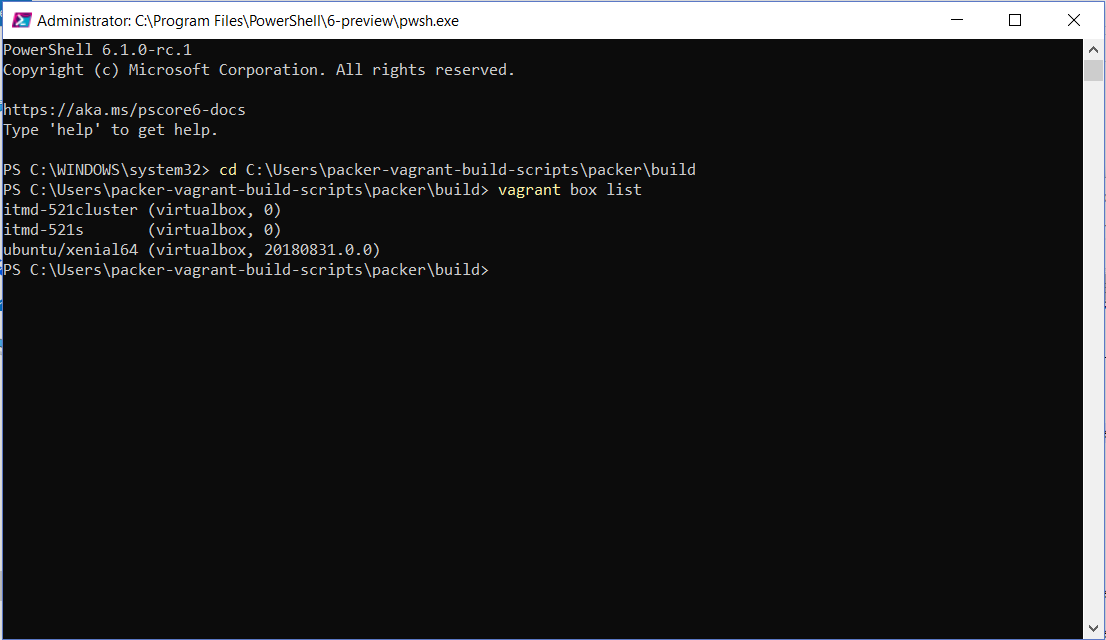 Administrator: C:\Program Files\PowerShell\6-preview\pwsh.exe
PowerShell 6.1.0-rc.1
Copyright (c) Microsoft Corporation. All rights reserved.
https://aka.ms/pscore6-docs
Type 'help' to get help.
PS C:\WINDOWS\system32> cd C:\Users\packer-vagrant-build-scripts\packer\build
PS C:\Users\packer-vagrant-build-scripts\packer\build> vagrant box list
itmd-521cluster (virtualbox, 0)
itmd-521s       (virtualbox, 0)
ubuntu/xenial64 (virtualbox, 20180831.0.0)
PS C:\Users\packer-vagrant-build-scripts\packer\build>